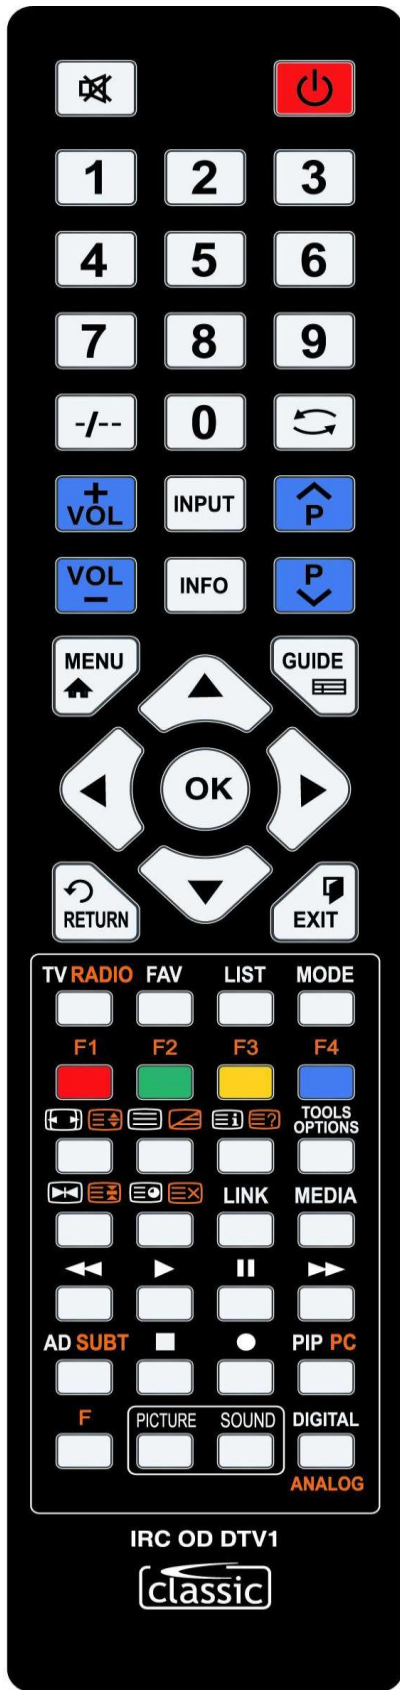 1 2 3
4 5 6
7 8 9
-/-- 0
+
VOL INPUT P
VOL INFO P
−
MENU GUIDE
OK
RETURN EXIT
TV RADIO FAV LIST MODE
F1 F2 F3 F4
i ? TOOLS
OPTIONS
LINK MEDIA
AD SUBT PIP PC
F PICTURE SOUND DIGITAL
ANALOG
IRC OD DTV1
classic